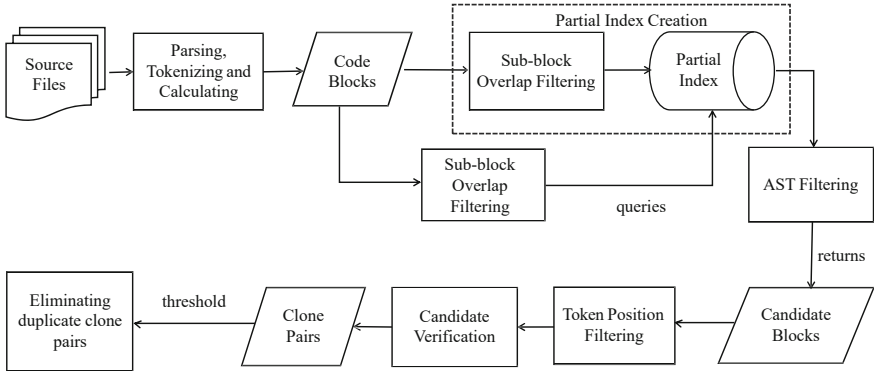 Partial Index Creation
Source
Files
Parsing,
Tokenizing and
Calculating
Code
Blocks
Sub-block
Overlap Filtering
Partial
Index
Sub-block
Overlap
Filtering
queries
AST Filtering
returns
Eliminating
duplicate clone
pairs
threshold
Clone
Pairs
Candidate
Verification
Token Position
Filtering
Candidate
Blocks